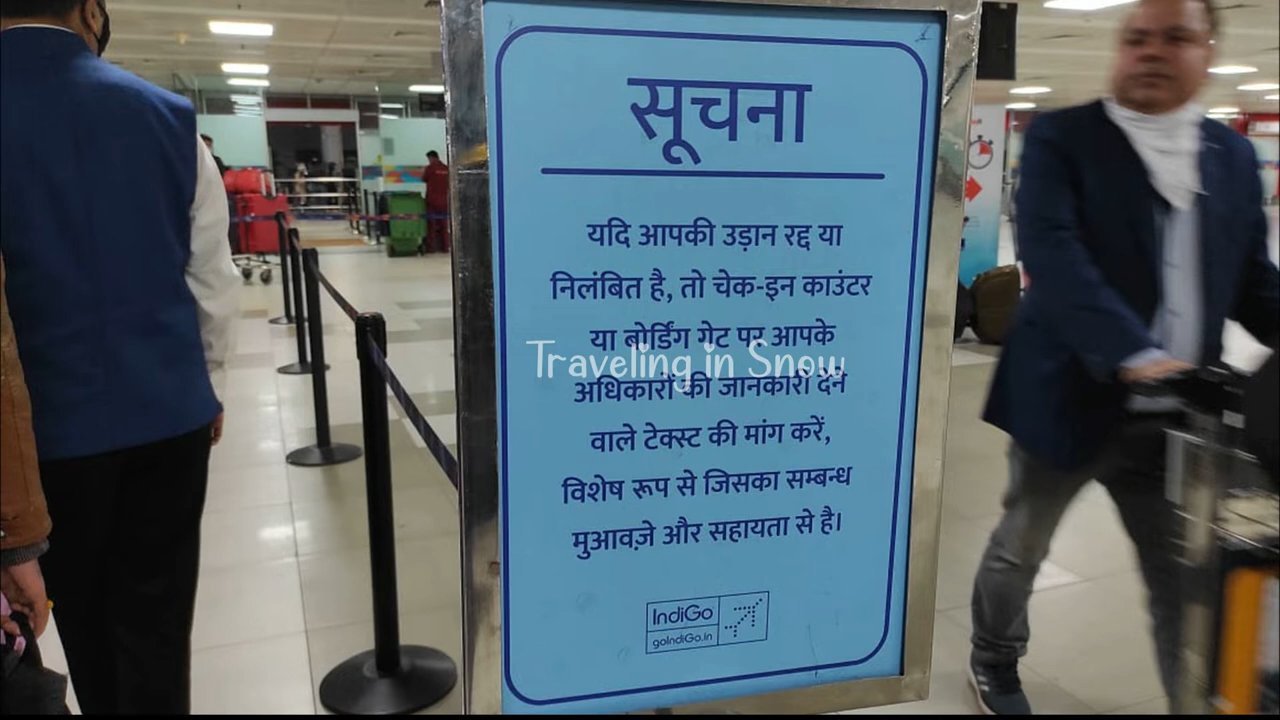 सूचना
यदि आपकी उड़ान रद्द या
निलंबित है, तो चेक-इन काउंटर
या बोर्डिंग गेट पर आपके
Traveling in Snow
अधिकारों की जानकारी देने
वाले टेक्स्ट की मांग करें,
विशेष रूप से जिसका सम्बन्ध
मुआवज़े और सहायता से है।
IndiGo
goIndiGo.in